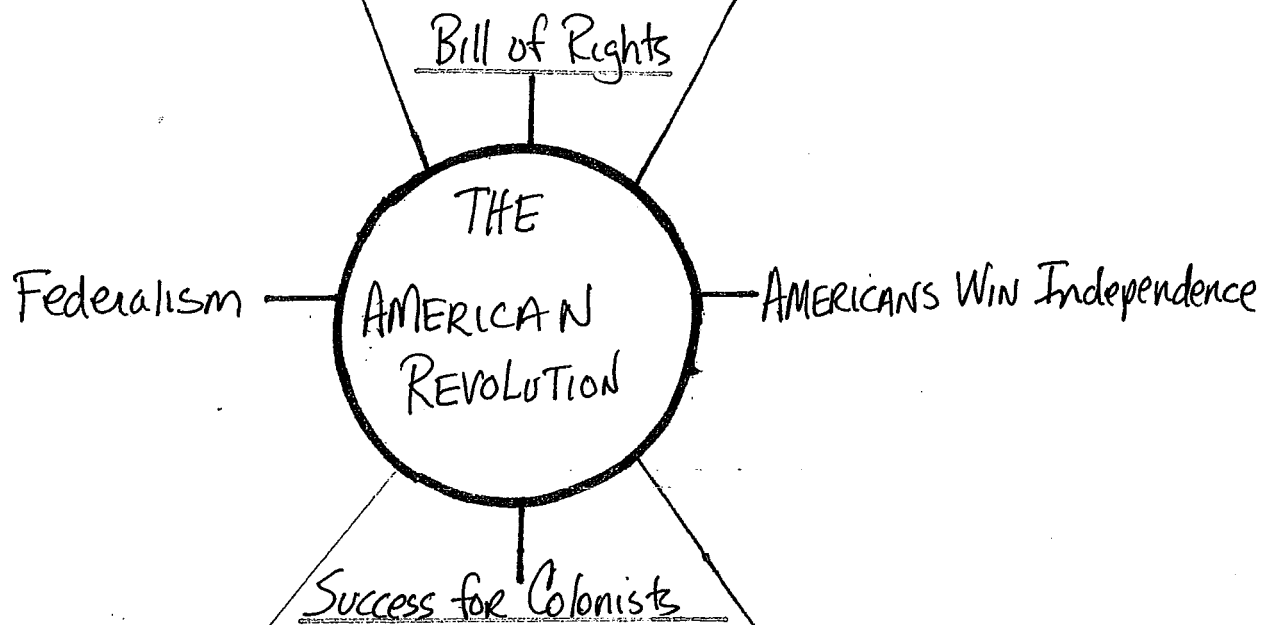 Bill of Rights
THE
Federalism
AMERICAN
AMERICANS WIN Independence
REVOLUTION
Success for Colonists